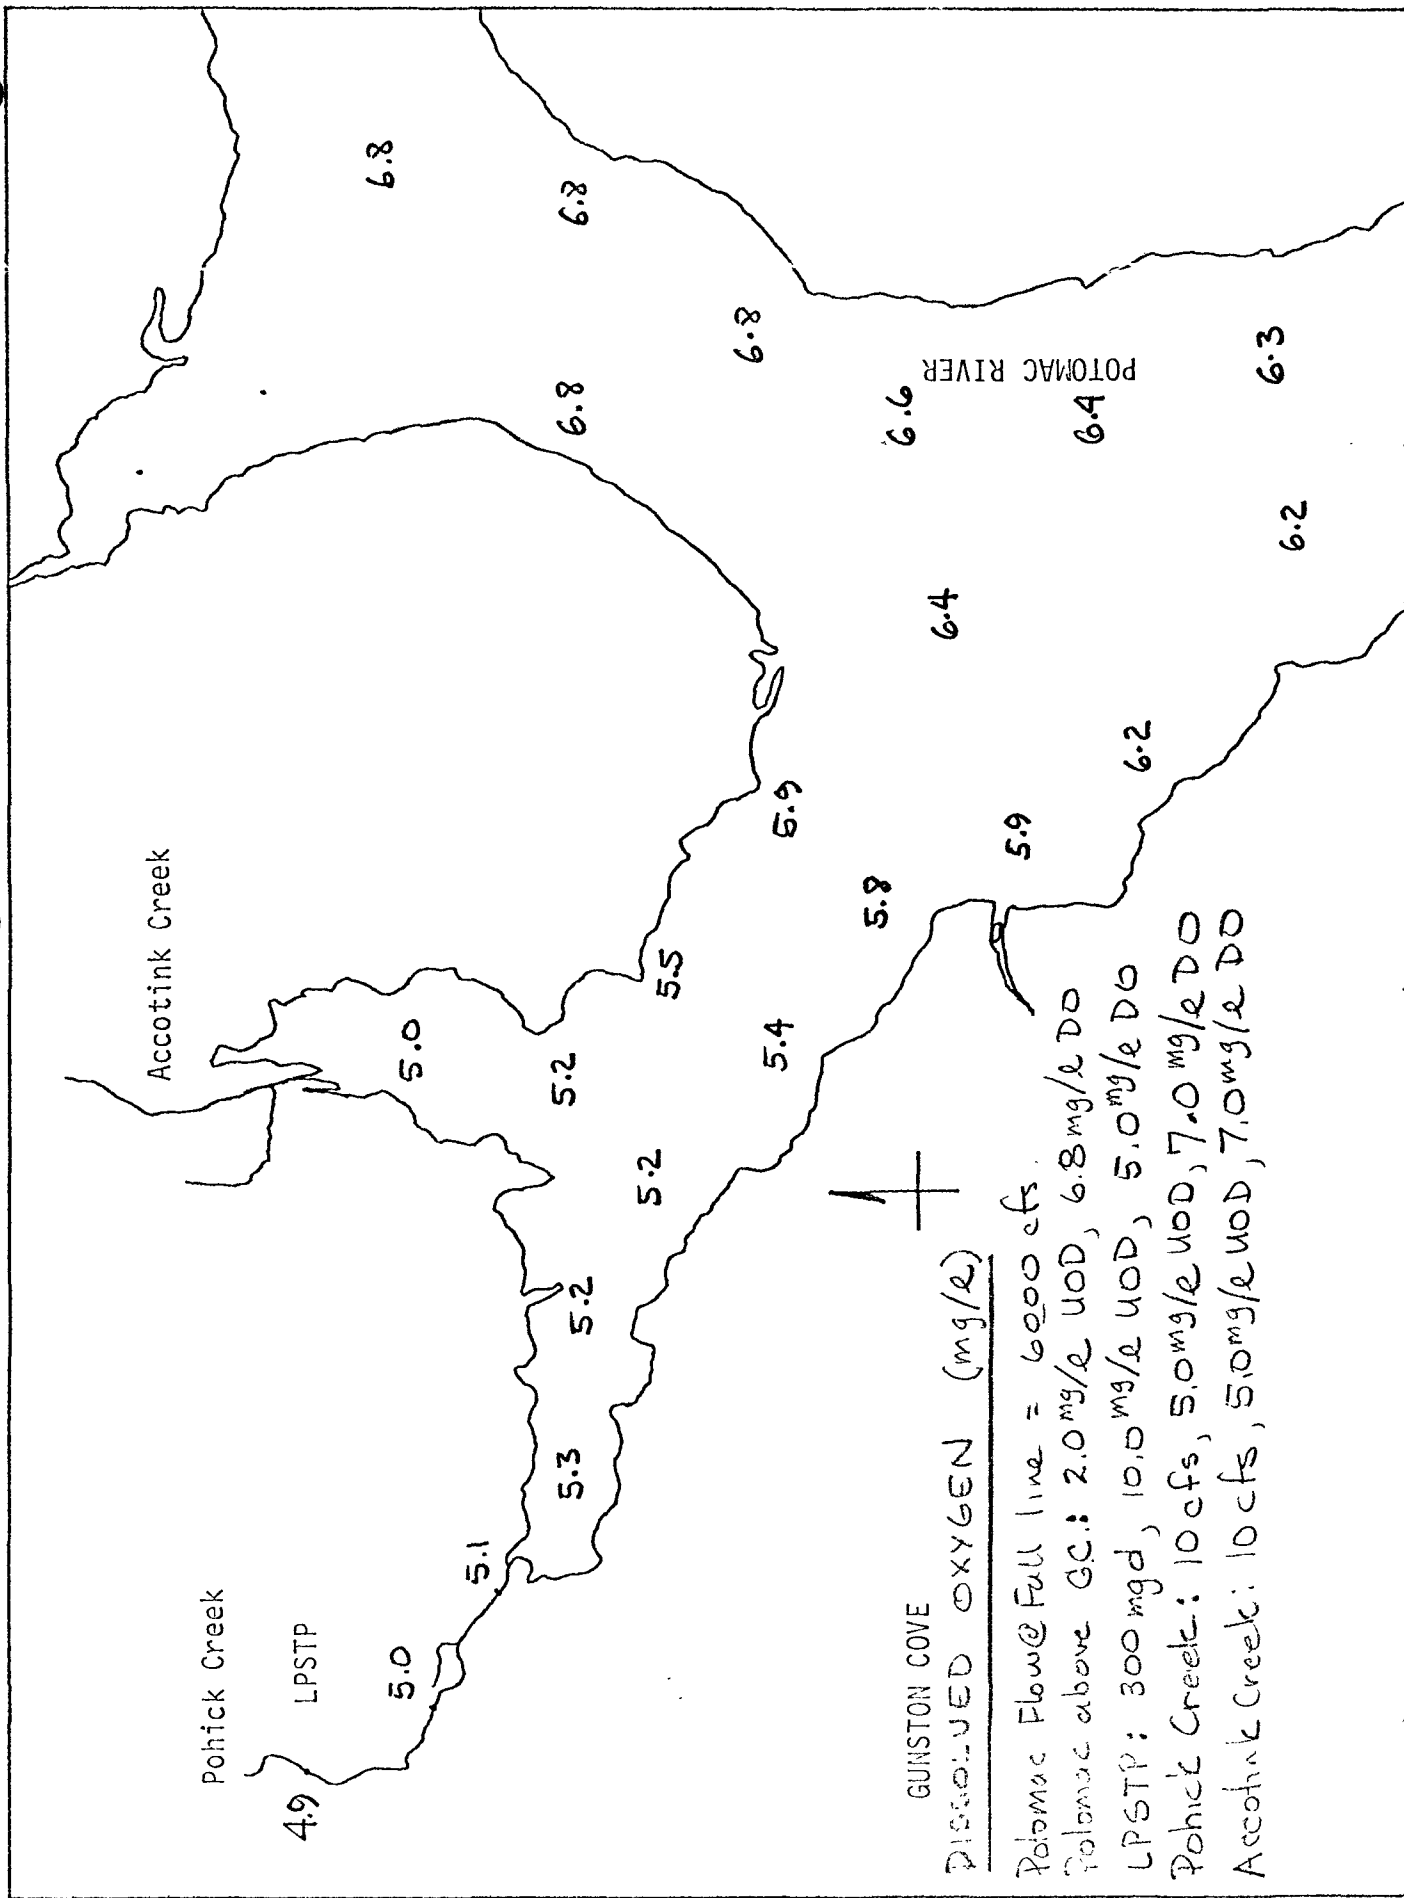 Pohick Creek
LPSTP
Accotink Creek
4.9
5.0
5.1
5.3
5.2
5.2
5.2
5.0
5.5
5.4
5.9
5.8
5.9
6.2
6.4
6.2
6.8
6.8
6.8
6.8
6.6
6.4
6.3
POTOMAC RIVER
GUNSTON COVE
DISSOLVED OXYGEN (mg/l)
Potomac Flow @ Fall line = 6000 cfs.
Potomac above G.C.: 2.0 mg/l UOD, 6.8 mg/l DO
LPSTP: 300 mgd, 10.0 mg/l UOD, 5.0 mg/l DO
Pohick Creek: 10 cfs, 5.0 mg/l UOD, 7.0 mg/l DO
Accotink Creek: 10 cfs, 5.0 mg/l UOD, 7.0 mg/l DO